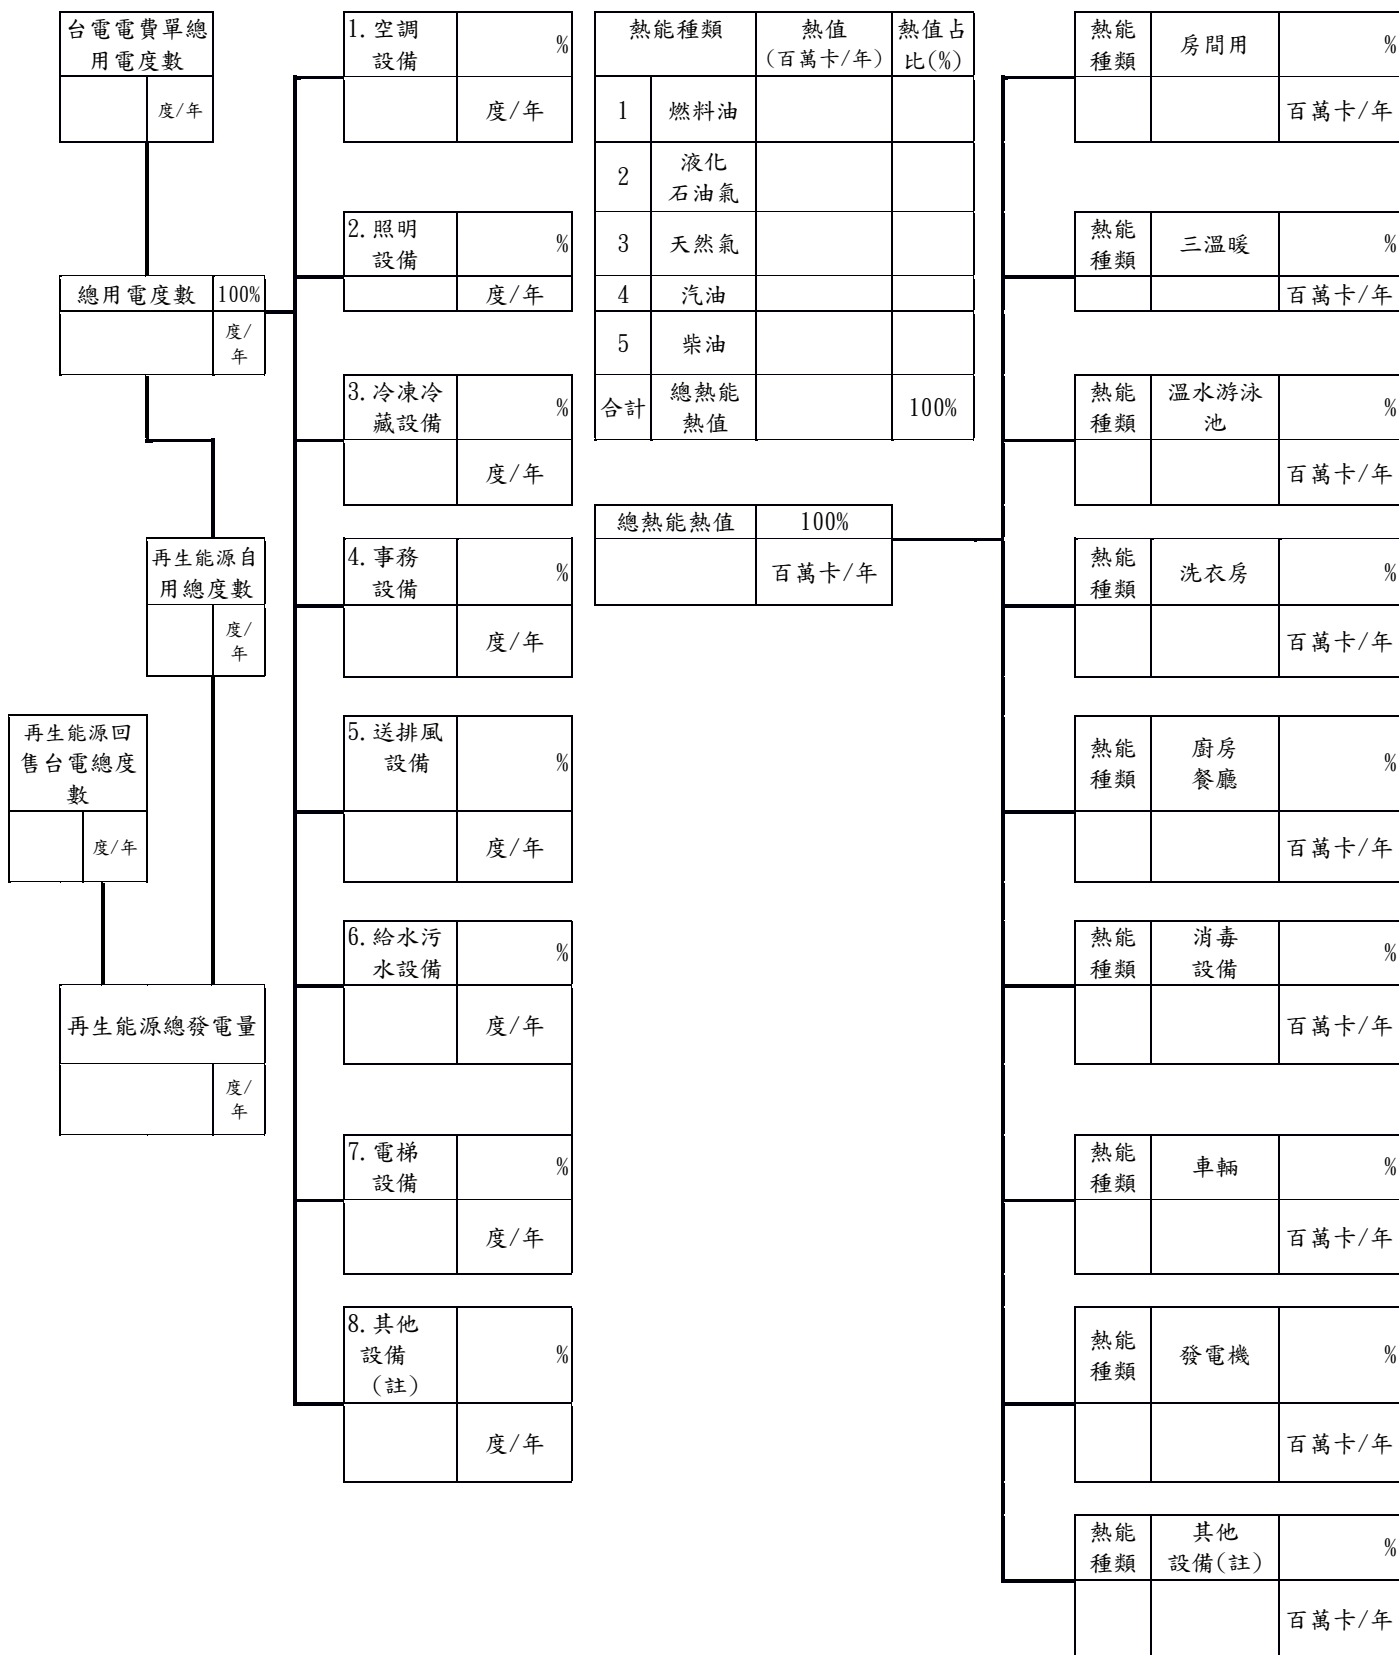 台電電費單總
用電度數
度/年
總用電度數 100%
度/
年
再生能源自
用總度數
度/
年
再生能源回
售台電總度
數
度/年
再生能源總發電量
度/
年
1.空調
設備
%
度/年
2.照明
設備
%
度/年
3.冷凍冷
藏設備
%
度/年
4.事務
設備
%
度/年
5.送排風
設備
%
度/年
6.給水污
水設備
%
度/年
7.電梯
設備
%
度/年
8.其他
設備
(註)
%
度/年
熱能種類
熱值
(百萬卡/年)
熱值占
比(%)
1 燃料油
2 液化
石油氣
3 天然氣
4 汽油
5 柴油
合計 總熱能
熱值
100%
總熱能熱值 100%
百萬卡/年
熱能
種類
房間用
%
百萬卡/年
熱能
種類
三溫暖
%
百萬卡/年
熱能
種類
溫水游泳
池
%
百萬卡/年
熱能
種類
洗衣房
%
百萬卡/年
熱能
種類
廚房
餐廳
%
百萬卡/年
熱能
種類
消毒
設備
%
百萬卡/年
熱能
種類
車輛
%
百萬卡/年
熱能
種類
發電機
%
百萬卡/年
熱能
種類
其他
設備(註)
%
百萬卡/年